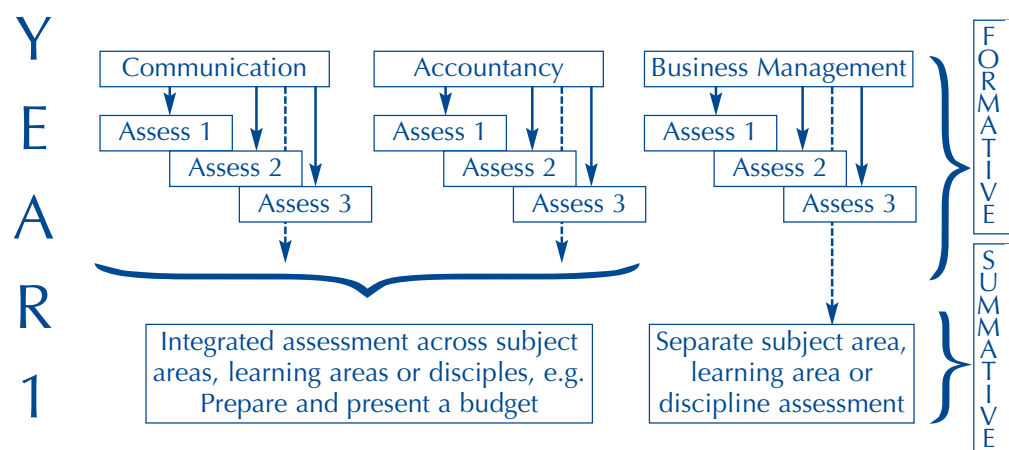 YEAR 1
Communication
Accountancy
Business Management
Assess 1
Assess 2
Assess 3
Assess 1
Assess 2
Assess 3
Assess 1
Assess 2
Assess 3
Integrated assessment across subject
areas, learning areas or disciples, e.g.
Prepare and present a budget
Separate subject area,
learning area or
discipline assessment
FORMATIVE
SUMMATIVE